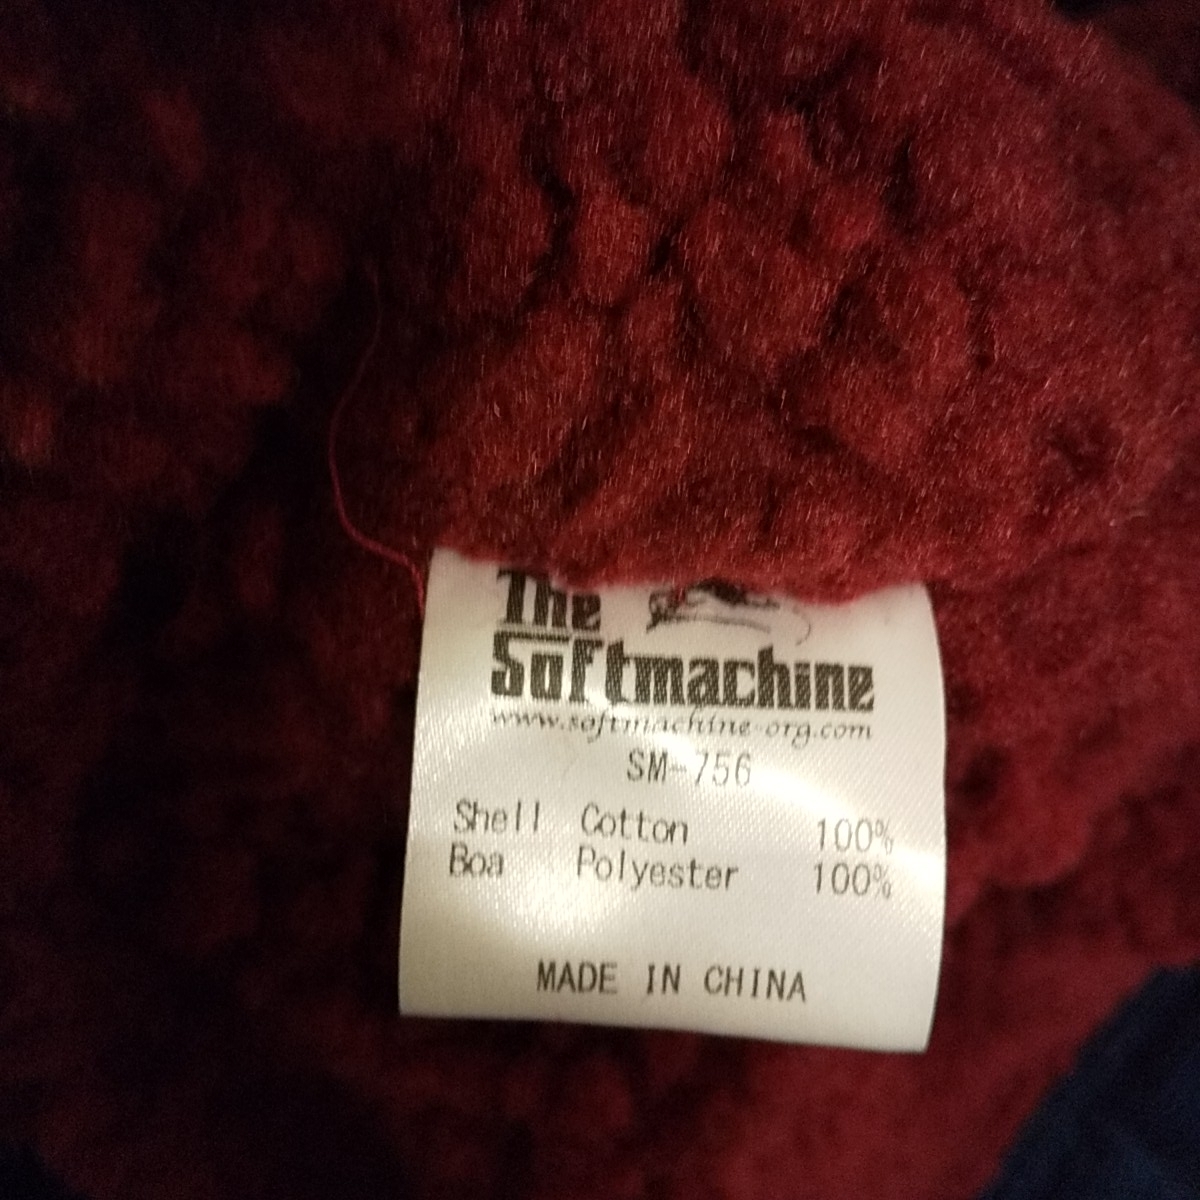 The
Softmachine
www.softmachine-org.com
SM-756
Shell Cotton 100%
Boa Polyester 100%
MADE IN CHINA